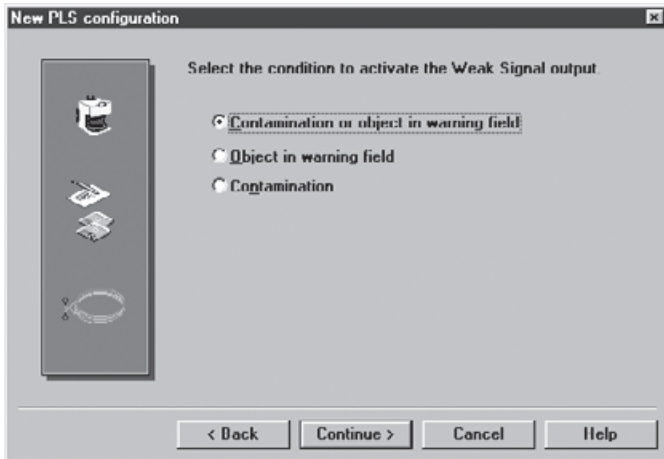 New PLS configuration
Select the condition to activate the Weak Signal output.
Contamination or object in warning field
Object in warning field
Contamination
< Back
Continue >
Cancel
Help